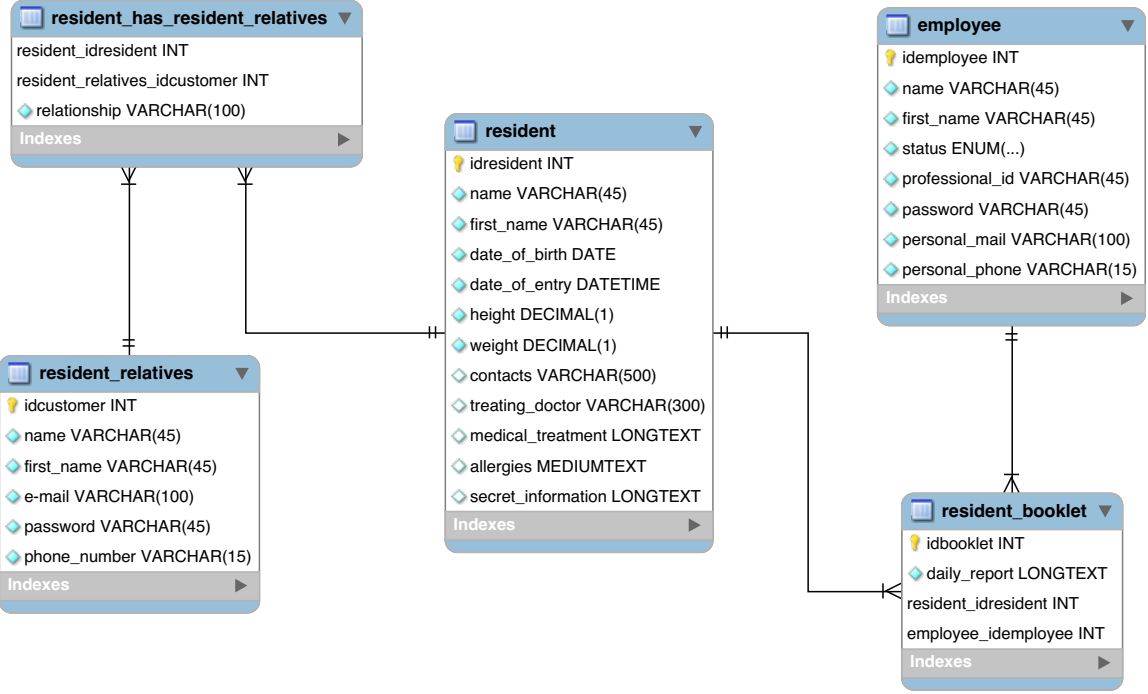 resident_has_resident_relatives
resident_idresident INT
resident_relatives_idcustomer INT
relationship VARCHAR(100)
Indexes
resident_relatives
idcustomer INT
name VARCHAR(45)
first_name VARCHAR(45)
e-mail VARCHAR(100)
password VARCHAR(45)
phone_number VARCHAR(15)
Indexes
resident
idresident INT
name VARCHAR(45)
first_name VARCHAR(45)
date_of_birth DATE
date_of_entry DATETIME
height DECIMAL(1)
weight DECIMAL(1)
contacts VARCHAR(500)
treating_doctor VARCHAR(300)
medical_treatment LONGTEXT
allergies MEDIUMTEXT
secret_information LONGTEXT
Indexes
employee
idemployee INT
name VARCHAR(45)
first_name VARCHAR(45)
status ENUM(...)
professional_id VARCHAR(45)
password VARCHAR(45)
personal_mail VARCHAR(100)
personal_phone VARCHAR(15)
Indexes
resident_booklet
idbooklet INT
daily_report LONGTEXT
resident_idresident INT
employee_idemployee INT
Indexes